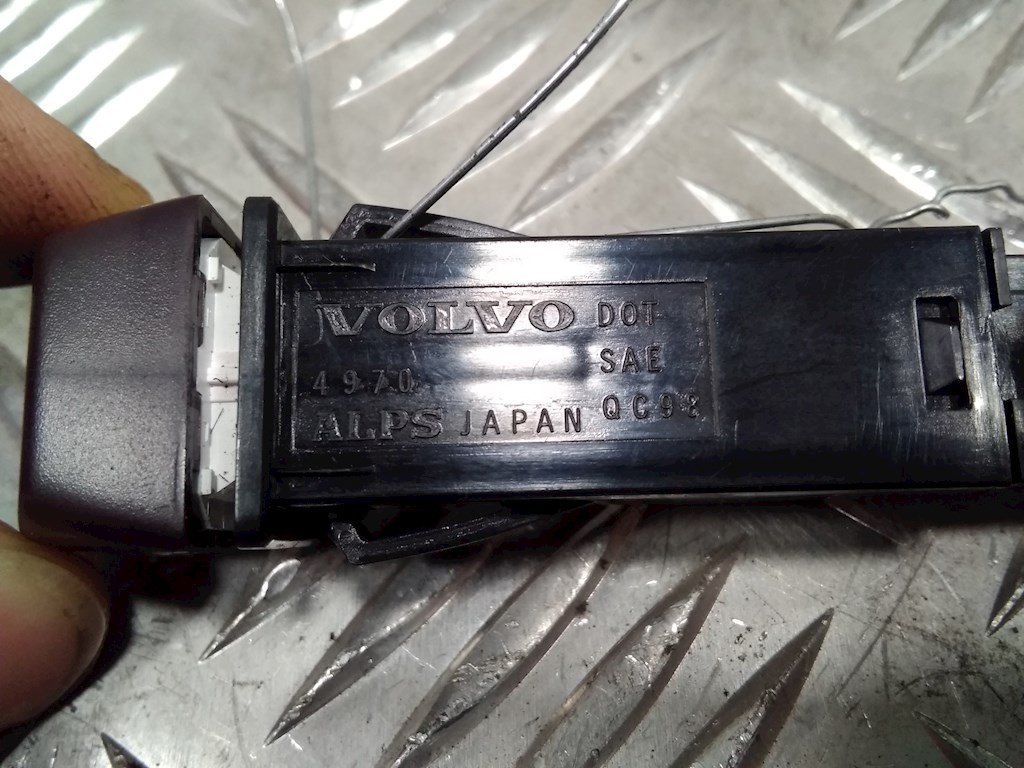 VOLVO DOT
4970 SAE
ALPS JAPAN QC98